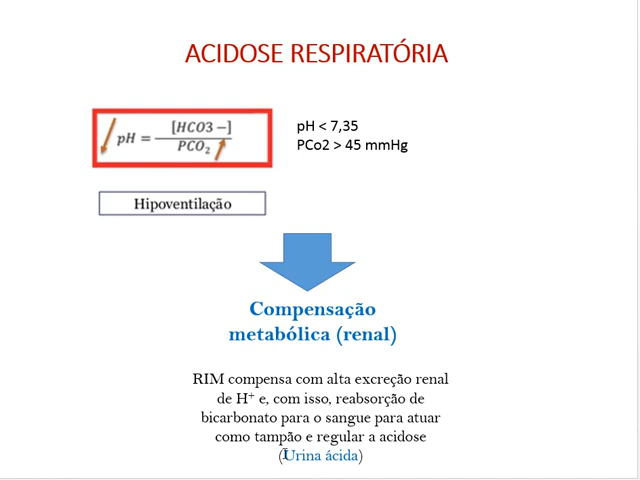 ACIDOSE RESPIRATÓRIA
pH = [HCO3 −] / PCO₂
pH < 7,35
PCo2 > 45 mmHg
Hipoventilação
Compensação
metabólica (renal)
RIM compensa com alta excreção renal
de H⁺ e, com isso, reabsorção de
bicarbonato para o sangue para atuar
como tampão e regular a acidose
(Urina ácida)